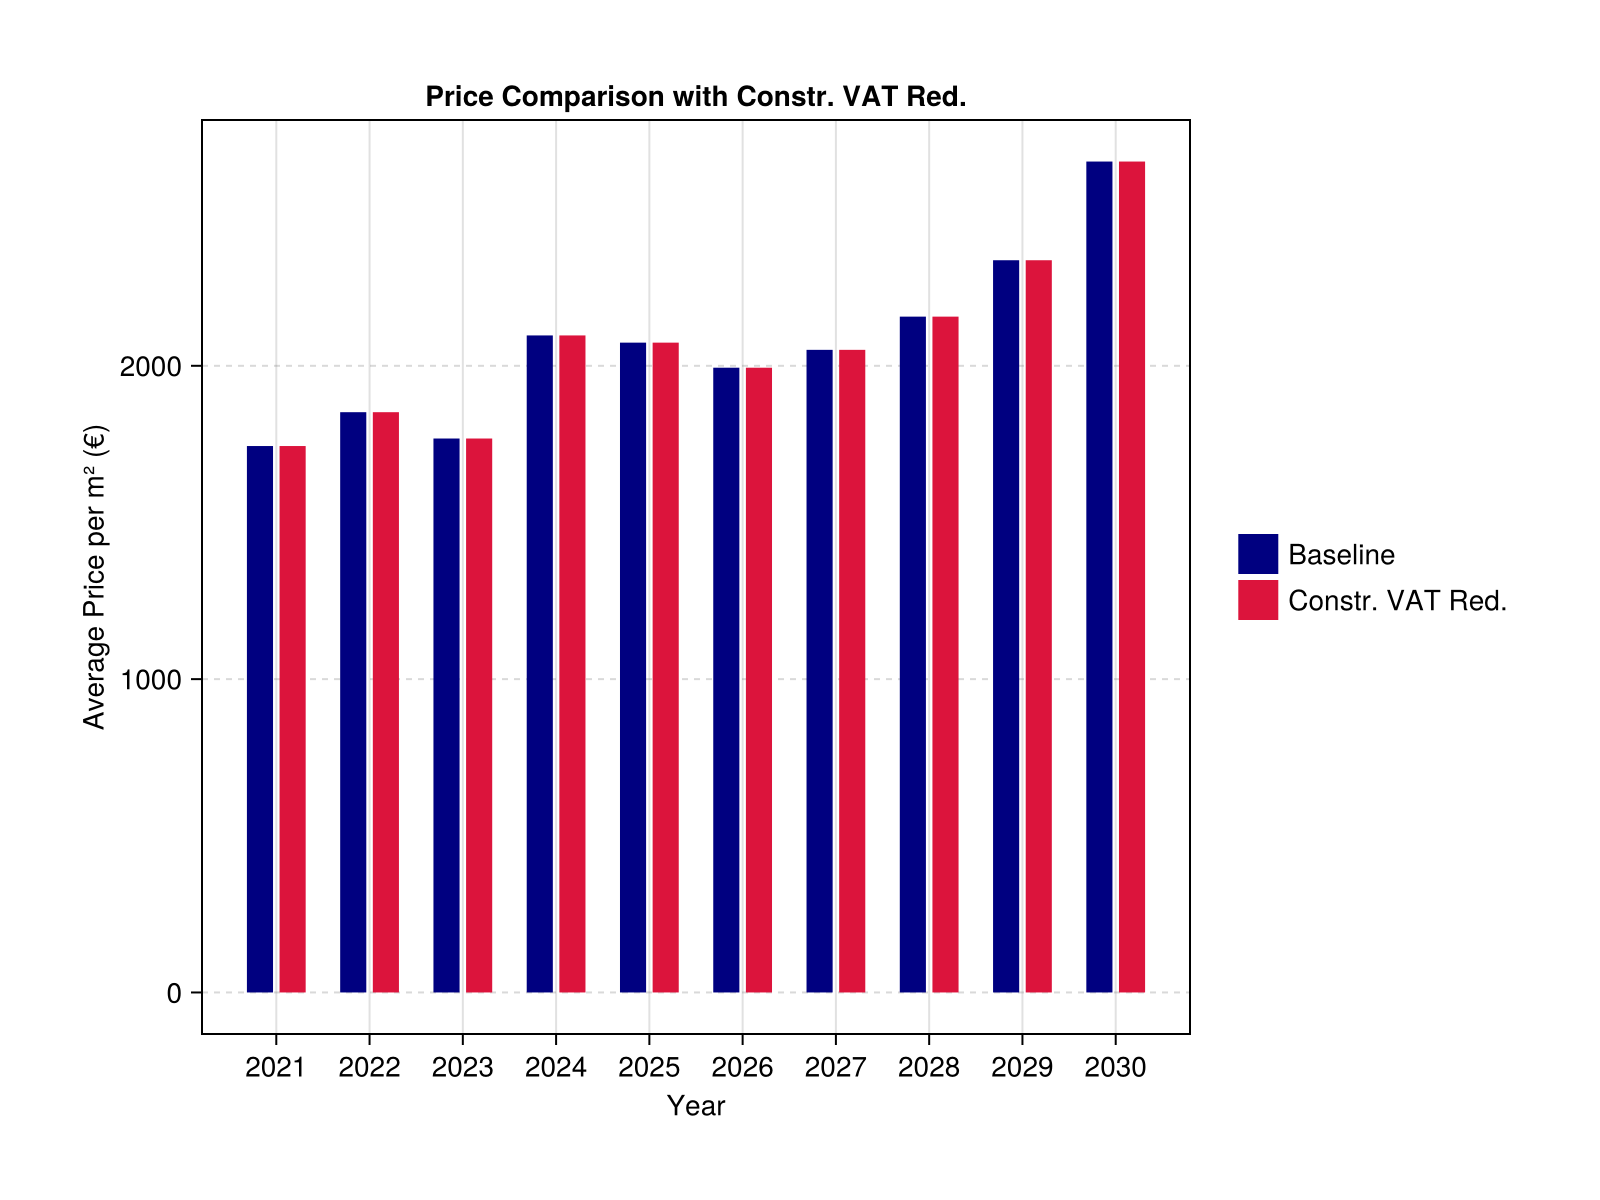 Price Comparison with Constr. VAT Red.
Average Price per m² (€)
2000
1000
0
2021 2022 2023 2024 2025 2026 2027 2028 2029 2030
Year
Baseline
Constr. VAT Red.